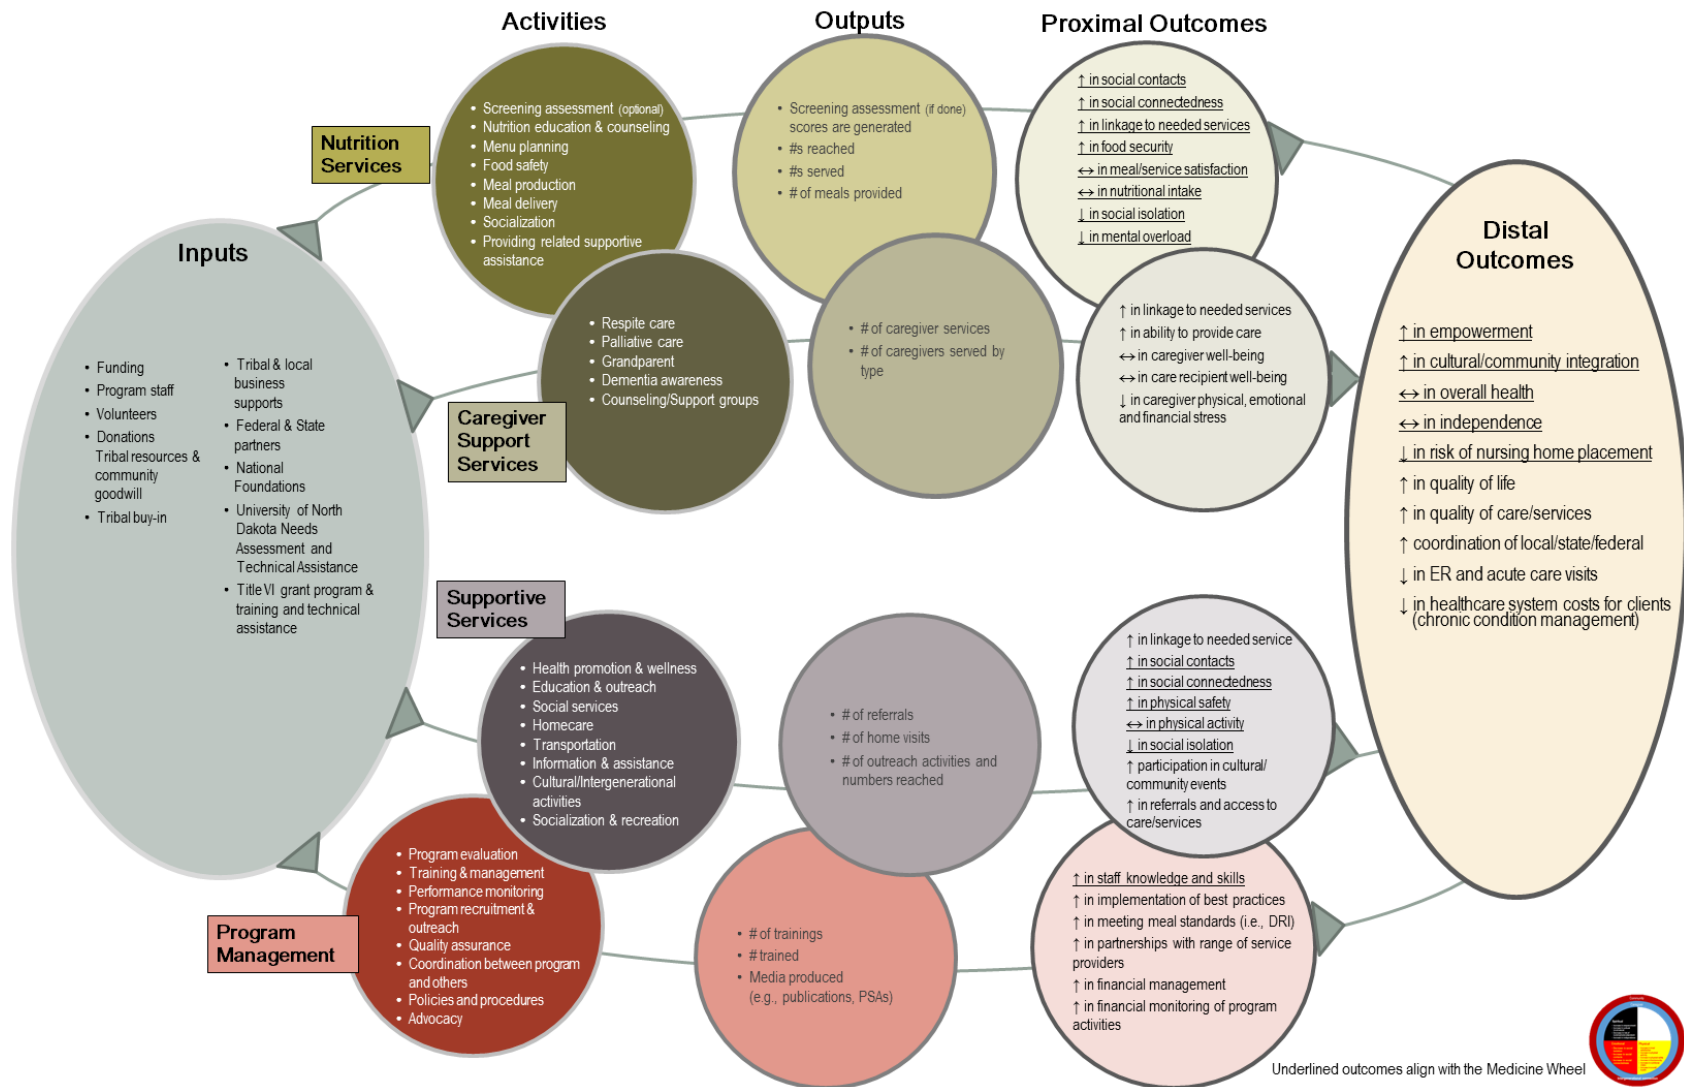 Activities
Outputs
Proximal Outcomes
Nutrition
Services
• Screening assessment (optional)
• Nutrition education & counseling
• Menu planning
• Food safety
• Meal production
• Meal delivery
• Socialization
• Providing related supportive
assistance
• Screening assessment (if done)
scores are generated
• #s reached
• #s served
• # of meals provided
↑ in social contacts
↑ in social connectedness
↑ in linkage to needed services
↑ in food security
↔ in meal/service satisfaction
↔ in nutritional intake
↓ in social isolation
↓ in mental overload
Inputs
• Funding
• Program staff
• Volunteers
• Donations
Tribal resources &
community
goodwill
• Tribal buy-in
• Tribal & local
business
supports
• Federal & State
partners
• National
Foundations
• University of North
Dakota Needs
Assessment and
Technical Assistance
• Title VI grant program &
training and technical
assistance
Caregiver
Support
Services
• Respite care
• Palliative care
• Grandparent
• Dementia awareness
• Counseling/Support groups
• # of caregiver services
• # of caregivers served by
type
↑ in linkage to needed services
↑ in ability to provide care
↔ in caregiver well-being
↔ in care recipient well-being
↓ in caregiver physical, emotional
and financial stress
Distal
Outcomes
↑ in empowerment
↑ in cultural/community integration
↔ in overall health
↔ in independence
↓ in risk of nursing home placement
↑ in quality of life
↑ in quality of care/services
↑ coordination of local/state/federal
↓ in ER and acute care visits
↓ in healthcare system costs for clients
(chronic condition management)
Supportive
Services
• Health promotion & wellness
• Education & outreach
• Social services
• Homecare
• Transportation
• Information & assistance
• Cultural/Intergenerational
activities
• Socialization & recreation
• # of referrals
• # of home visits
• # of outreach activities and
numbers reached
↑ in linkage to needed service
↑ in social contacts
↑ in social connectedness
↑ in physical safety
↔ in physical activity
↓ in social isolation
↑ participation in cultural/
community events
↑ in referrals and access to
care/services
Program
Management
• Program evaluation
• Training & management
• Performance monitoring
• Program recruitment &
outreach
• Quality assurance
• Coordination between program
and others
• Policies and procedures
• Advocacy
• # of trainings
• # trained
• Media produced
(e.g., publications, PSAs)
↑ in staff knowledge and skills
↑ in implementation of best practices
↑ in meeting meal standards (i.e., DRI)
↑ in partnerships with range of service
providers
↑ in financial management
↑ in financial monitoring of program
activities
Underlined outcomes align with the Medicine Wheel